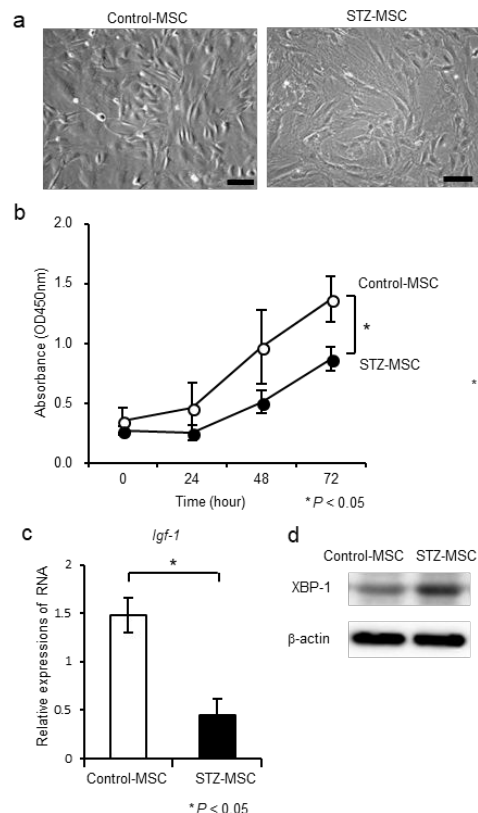 a
Control-MSC STZ-MSC
b
2.0
1.5
1.0
0.5
0.0
Absorbance (OD450nm)
Control-MSC
*
STZ-MSC
*
0 24 48 72
Time (hour)
* P < 0.05
c
Igf-1
*
2
1.5
1
0.5
0
Relative expressions of RNA
Control-MSC STZ-MSC
* P < 0.05
d
Control-MSC STZ-MSC
XBP-1
β-actin